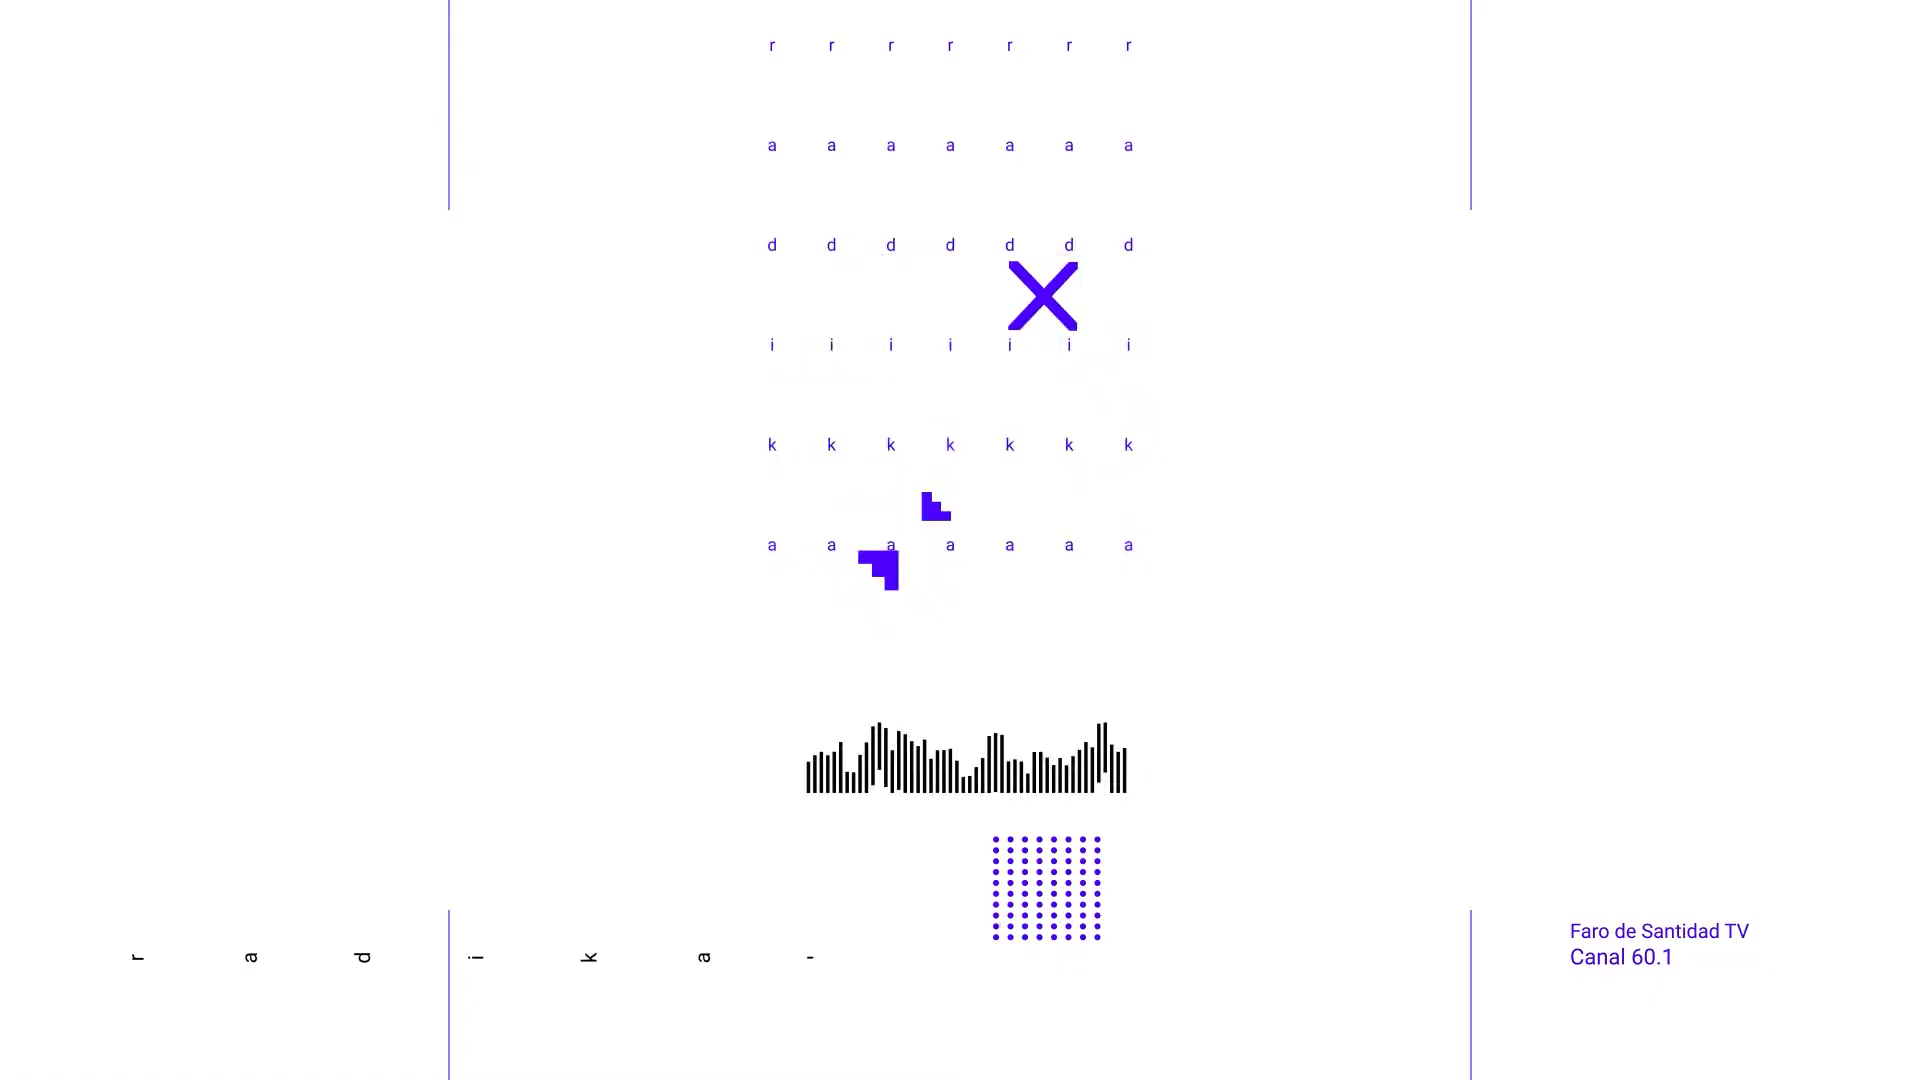 r r r r r r r
a a a a a a a
d d d d d d d
i i i i i i i
k k k k k k k
a a a a a a a
r a d i k a -
Faro de Santidad TV
Canal 60.1